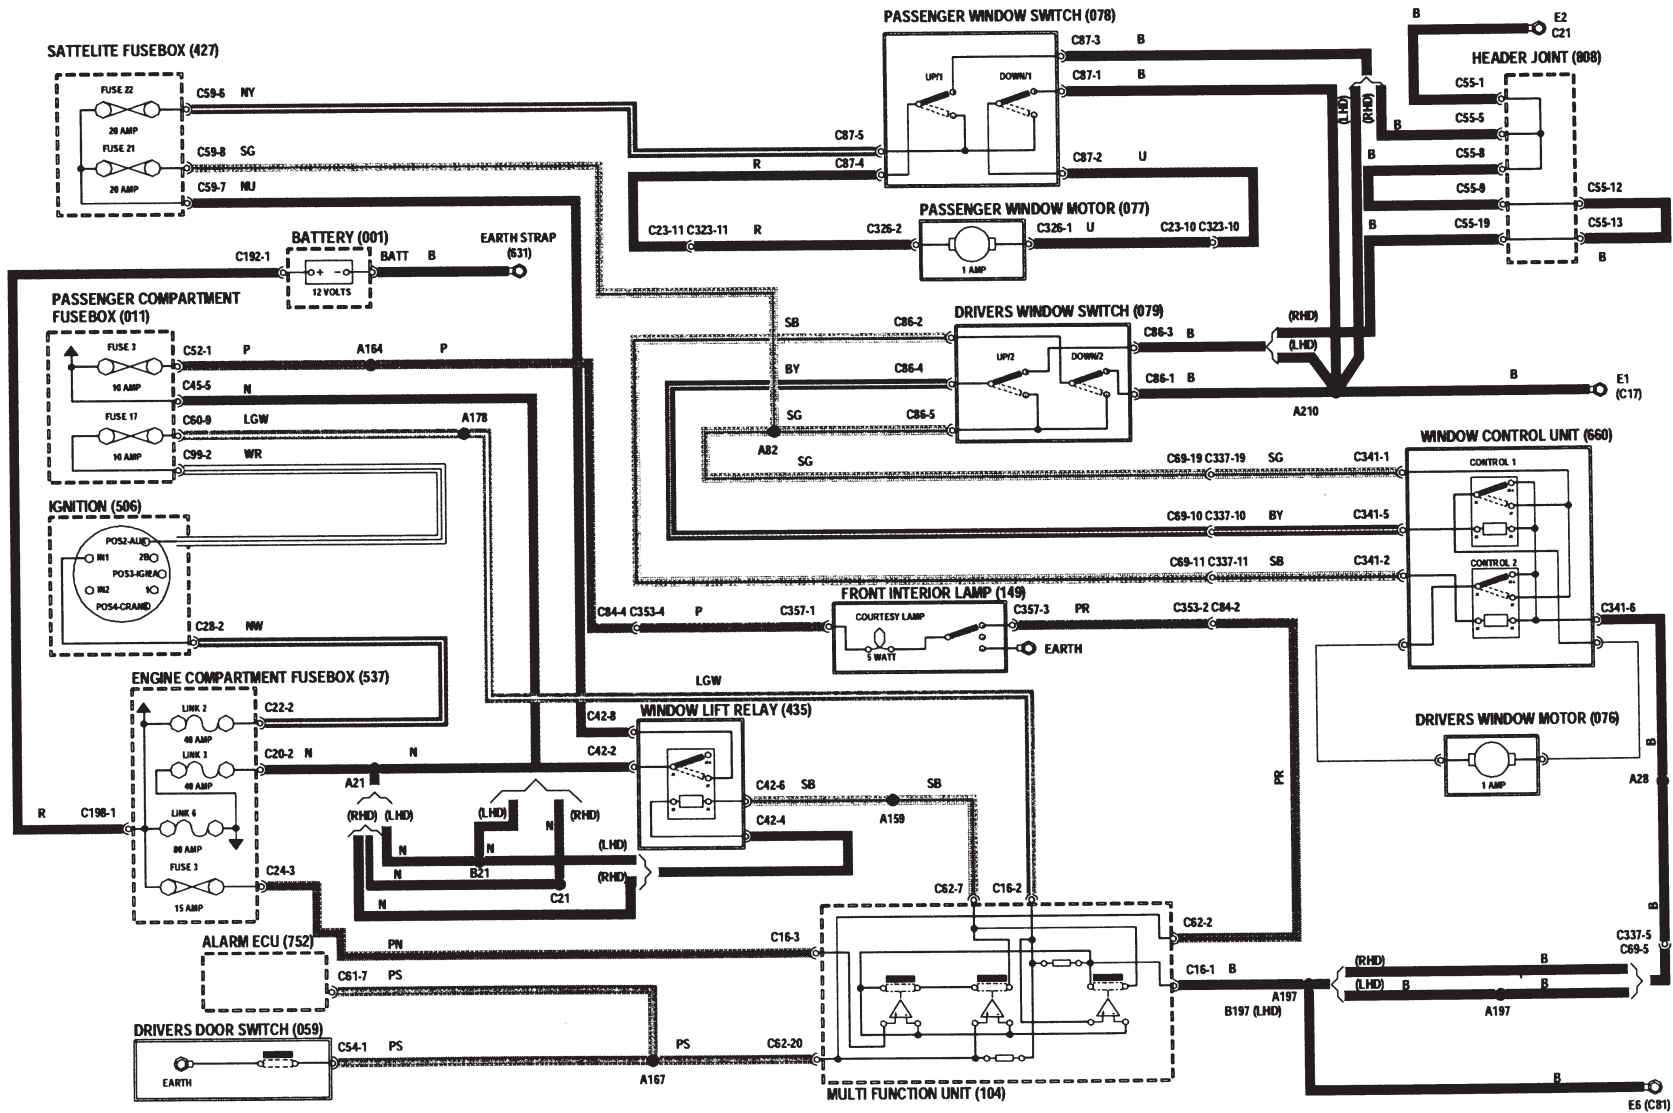 PASSENGER WINDOW SWITCH (078)
UP/1
DOWN/1
C87-3 B
C87-1 B
C87-5
C87-4
R
C87-2 U
B
E2
C21
HEADER JOINT (808)
C55-1
C55-5
C55-8
C55-9
C55-19
C55-12
C55-13
B
B
B
B
(LHD)
(RHD)
SATTELITE FUSEBOX (427)
FUSE 22
20 AMP
FUSE 21
20 AMP
C59-6 NY
C59-8 SG
C59-7 NU
PASSENGER WINDOW MOTOR (077)
1 AMP
C23-11 C323-11 R C326-2
C326-1 U C23-10 C323-10
BATTERY (001)
12 VOLTS
+ -
C192-1
BATT B
EARTH STRAP
(631)
PASSENGER COMPARTMENT
FUSEBOX (011)
FUSE 3
10 AMP
FUSE 17
10 AMP
C52-1 P A164 P
C45-5 N
C60-9 LGW A178
C99-2 WR
DRIVERS WINDOW SWITCH (079)
UP/2
DOWN/2
SB C86-2
BY C86-4
SG C86-5
C86-3 B
C86-1 B
(RHD)
(LHD)
A210
B
E1
(C17)
A82
SG C69-19 C337-19 SG C341-1
C69-10 C337-10 BY C341-5
C69-11 C337-11 SB C341-2
WINDOW CONTROL UNIT (660)
CONTROL 1
CONTROL 2
C341-6
IGNITION (506)
POS2-AUX
IN1
2B
POS3-IGN
2A
IN2
1
POS4-CRANK
C28-2 NW
FRONT INTERIOR LAMP (149)
COURTESY LAMP
5 WATT
C84-4 C353-4 P C357-1
C357-3 PR C353-2 C84-2
EARTH
LGW
PR
ENGINE COMPARTMENT FUSEBOX (537)
LINK 2
40 AMP
LINK 3
40 AMP
LINK 6
80 AMP
FUSE 3
15 AMP
C22-2
C20-2 N N
C24-3
R C198-1
A21
(RHD) (LHD)
(LHD) N (RHD)
N
N
N
N
B21
C21
(LHD)
(RHD)
WINDOW LIFT RELAY (435)
C42-8
C42-2
C42-6 SB SB
A159
C42-4
DRIVERS WINDOW MOTOR (076)
1 AMP
B
A28
B
C337-5
C69-5
ALARM ECU (752)
C61-7 PS
PN C16-3
DRIVERS DOOR SWITCH (059)
EARTH
C54-1 PS
A167
PS C62-20
C62-7 C16-2
C62-2
C16-1 B
MULTI FUNCTION UNIT (104)
A197
B197 (LHD)
(RHD) B
(LHD) B B
A197
B
E6 (C81)